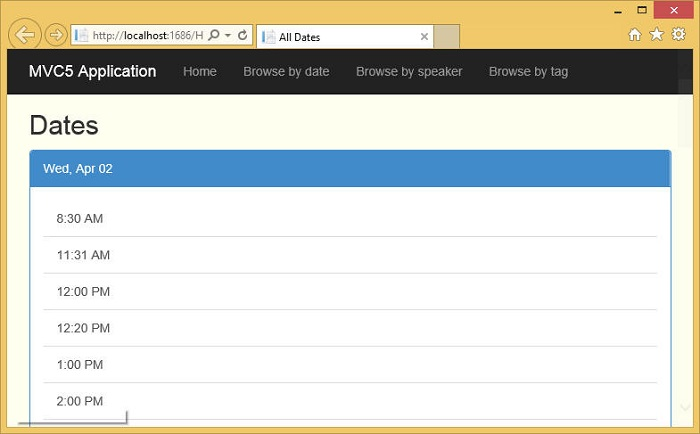 http://localhost:1686/H
All Dates
MVC5 Application Home Browse by date Browse by speaker Browse by tag
Dates
Wed, Apr 02
8:30 AM
11:31 AM
12:00 PM
12:20 PM
1:00 PM
2:00 PM